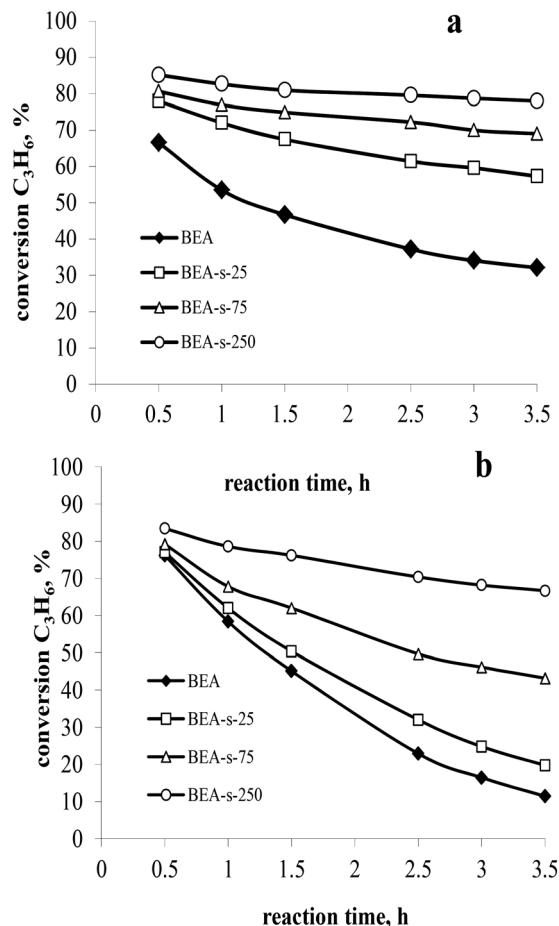 a
conversion C₃H₆, %
100
90
80
70
60
50
40
30
20
10
0
BEA
BEA-s-25
BEA-s-75
BEA-s-250
0 0.5 1 1.5 2 2.5 3 3.5
reaction time, h
b
conversion C₃H₆, %
100
90
80
70
60
50
40
30
20
10
0
BEA
BEA-s-25
BEA-s-75
BEA-s-250
0 0.5 1 1.5 2 2.5 3 3.5
reaction time, h